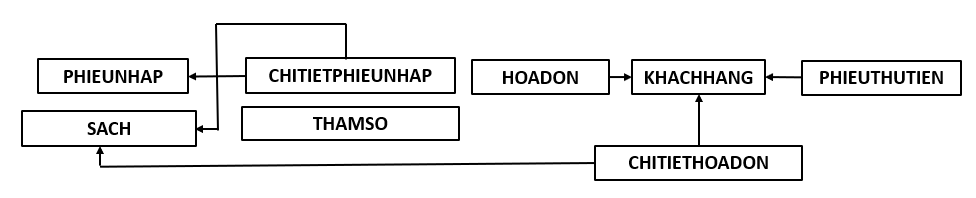 PHIEUNHAP
CHITIETPHIEUNHAP
HOADON
KHACHHANG
PHIEUTHUTIEN
SACH
THAMSO
CHITIETHOADON